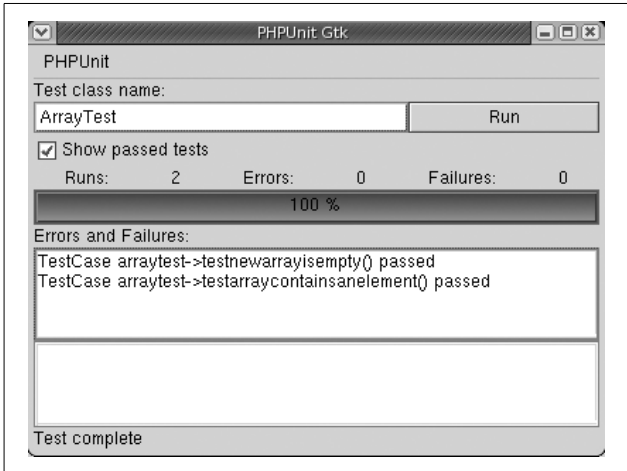 PHPUnit Gtk
PHPUnit
Test class name:
ArrayTest Run
Show passed tests
Runs: 2 Errors: 0 Failures: 0
100 %
Errors and Failures:
TestCase arraytest->testnewarrayisempty() passed
TestCase arraytest->testarraycontainsanelement() passed
Test complete